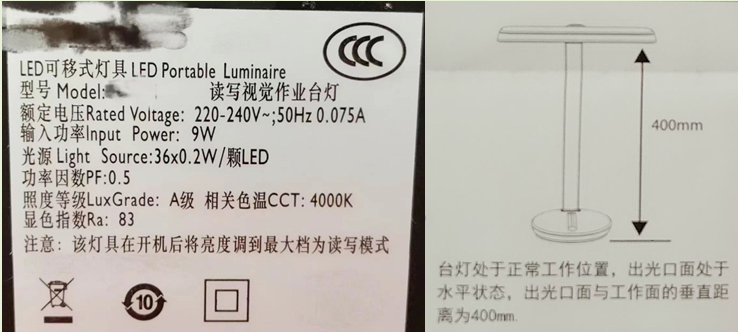 LED可移式灯具 LED Portable Luminaire
型号 Model: 读写视觉作业台灯
额定电压Rated Voltage: 220-240V~;50Hz 0.075A
输入功率Input Power: 9W
光源 Light Source:36x0.2W/颗LED
功率因数PF:0.5
照度等级LuxGrade: A级 相关色温CCT: 4000K
显色指数Ra: 83
注意：该灯具在开机后将亮度调到最大档为读写模式
10
400mm
台灯处于正常工作位置，出光口面处于
水平状态，出光口面与工作面的垂直距
离为400mm.